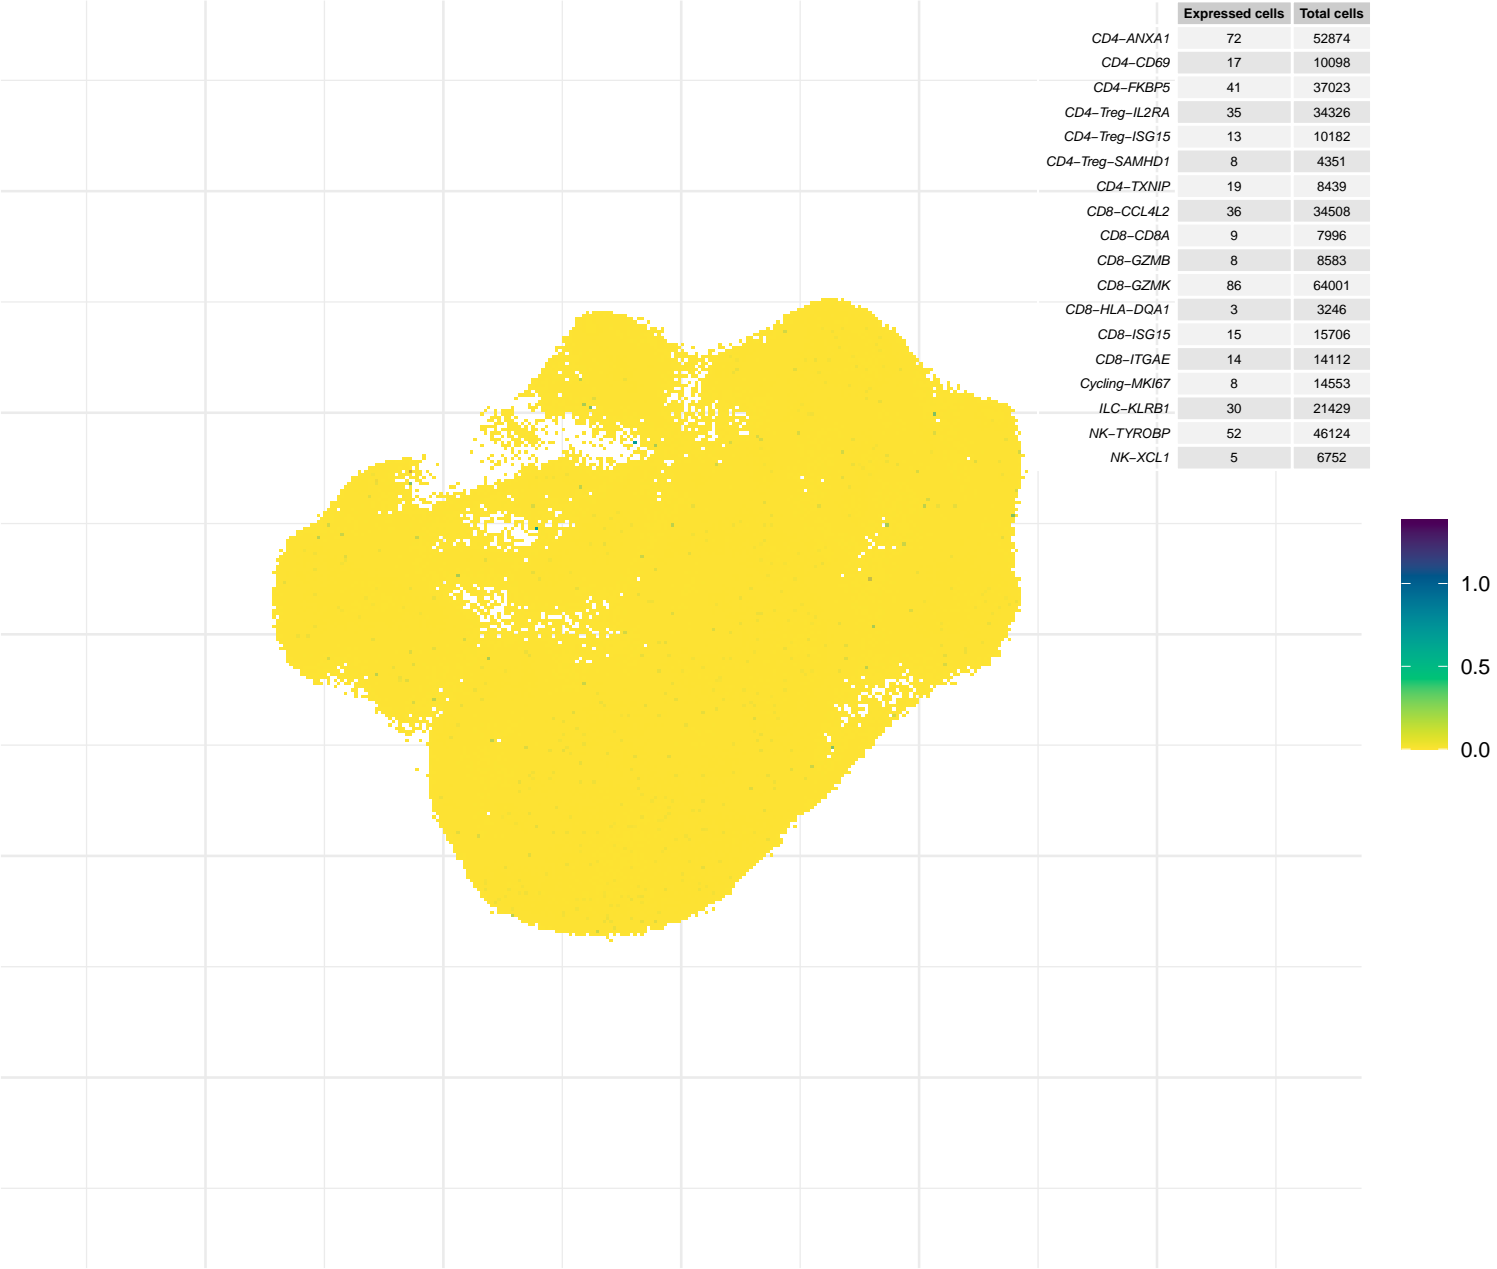 Expressed cells Total cells
CD4−ANXA1 72 52874
CD4−CD69 17 10098
CD4−FKBP5 41 37023
CD4−Treg−IL2RA 35 34326
CD4−Treg−ISG15 13 10182
CD4−Treg−SAMHD1 8 4351
CD4−TXNIP 19 8439
CD8−CCL4L2 36 34508
CD8−CD8A 9 7996
CD8−GZMB 8 8583
CD8−GZMK 86 64001
CD8−HLA−DQA1 3 3246
CD8−ISG15 15 15706
CD8−ITGAE 14 14112
Cycling−MKI67 8 14553
ILC−KLRB1 30 21429
NK−TYROBP 52 46124
NK−XCL1 5 6752
1.0
0.5
0.0